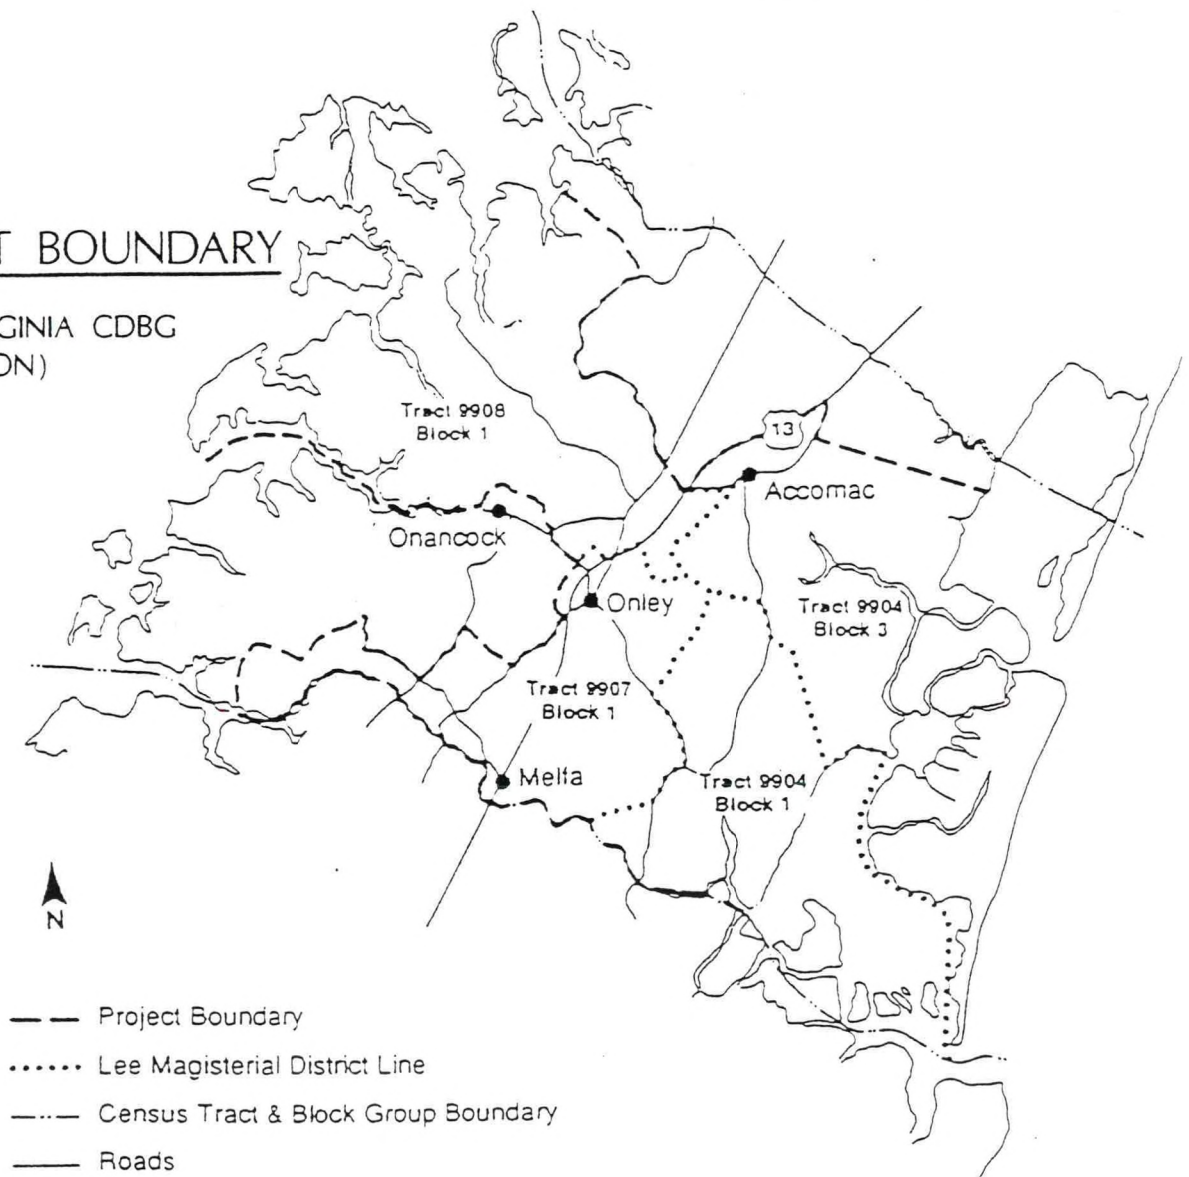 T BOUNDARY
GINIA CDBG
ON)
Tract 9908
Block 1
13
Accomac
Onancock
Onley
Tract 9904
Block 3
Tract 9907
Block 1
Melfa
Tract 9904
Block 1
N
Project Boundary
Lee Magisterial District Line
Census Tract & Block Group Boundary
Roads